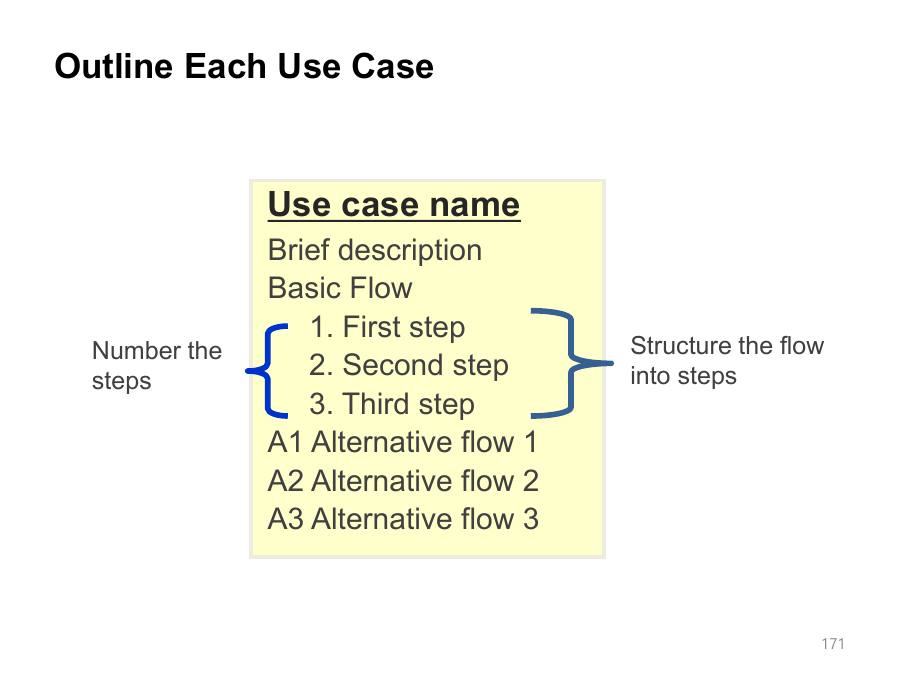 Outline Each Use Case
Use case name
Brief description
Basic Flow
1. First step
2. Second step
3. Third step
A1 Alternative flow 1
A2 Alternative flow 2
A3 Alternative flow 3
Number the
steps
Structure the flow
into steps
171